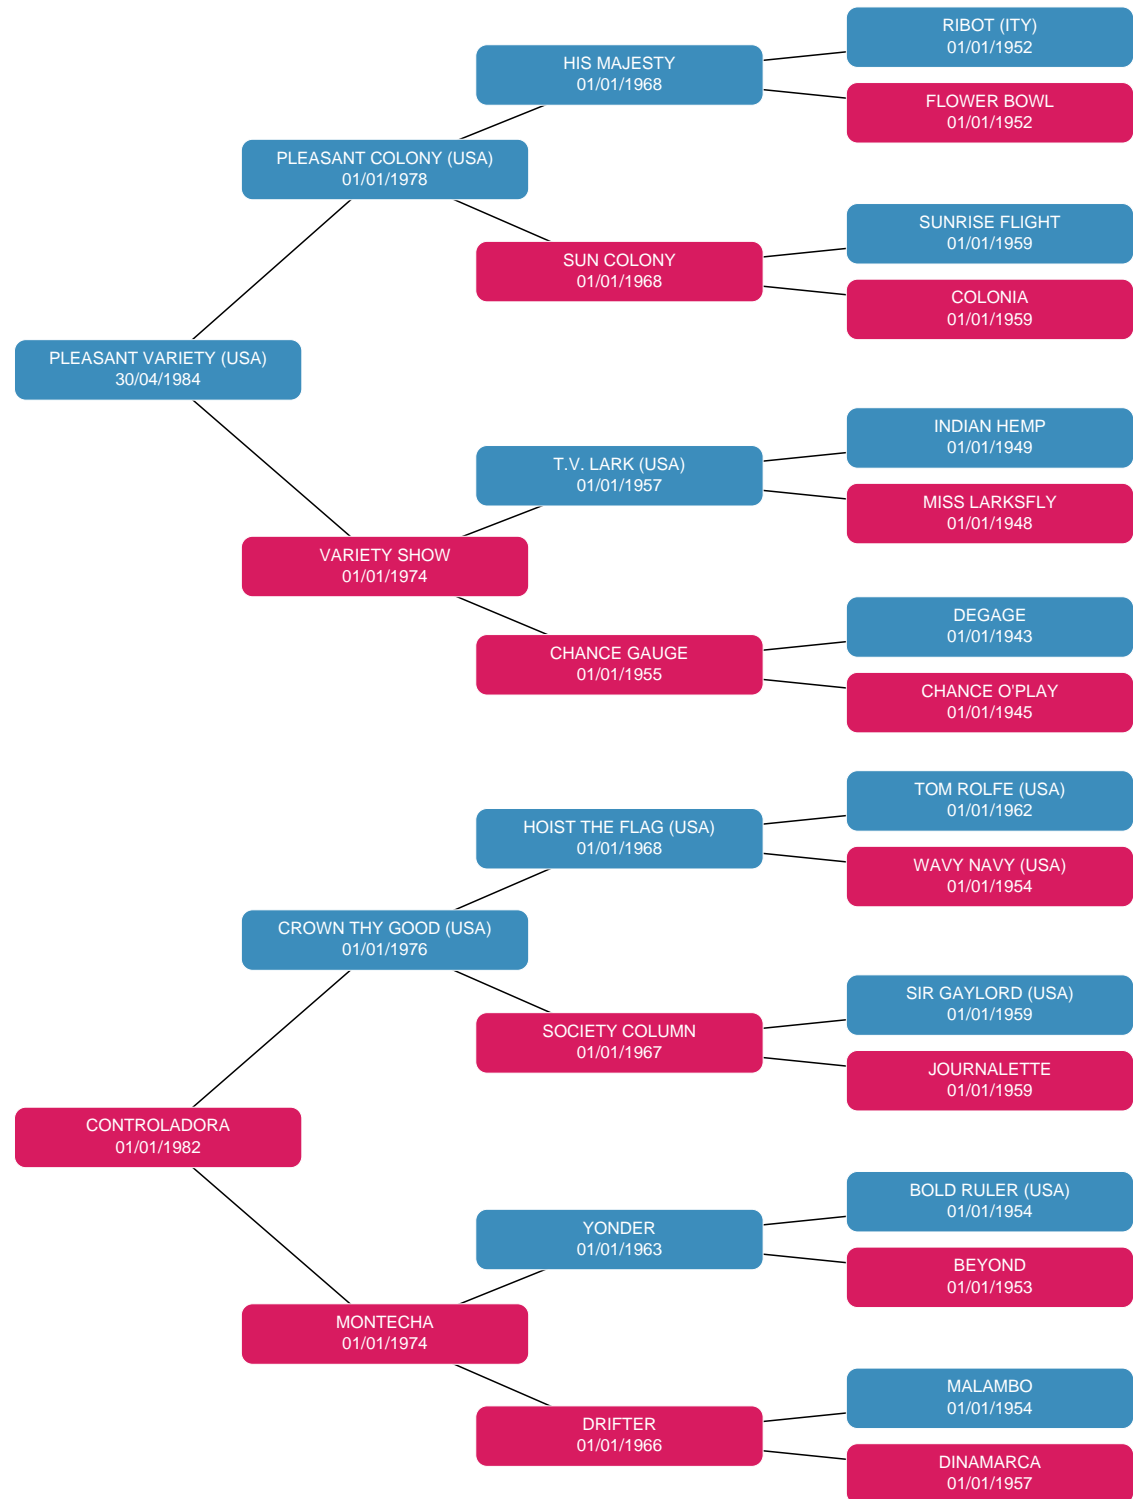 RIBOT (ITY)
01/01/1952
HIS MAJESTY
01/01/1968
FLOWER BOWL
01/01/1952
PLEASANT COLONY (USA)
01/01/1978
SUNRISE FLIGHT
01/01/1959
SUN COLONY
01/01/1968
COLONIA
01/01/1959
PLEASANT VARIETY (USA)
30/04/1984
INDIAN HEMP
01/01/1949
T.V. LARK (USA)
01/01/1957
MISS LARKSFLY
01/01/1948
VARIETY SHOW
01/01/1974
DEGAGE
01/01/1943
CHANCE GAUGE
01/01/1955
CHANCE O'PLAY
01/01/1945
TOM ROLFE (USA)
01/01/1962
HOIST THE FLAG (USA)
01/01/1968
WAVY NAVY (USA)
01/01/1954
CROWN THY GOOD (USA)
01/01/1976
SIR GAYLORD (USA)
01/01/1959
SOCIETY COLUMN
01/01/1967
JOURNALETTE
01/01/1959
CONTROLADORA
01/01/1982
BOLD RULER (USA)
01/01/1954
YONDER
01/01/1963
BEYOND
01/01/1953
MONTECHA
01/01/1974
MALAMBO
01/01/1954
DRIFTER
01/01/1966
DINAMARCA
01/01/1957